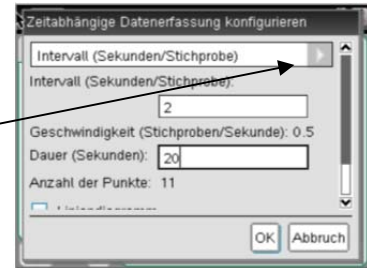 Zeitabhängige Datenerfassung konfigurieren
Intervall (Sekunden/Stichprobe)
Intervall (Sekunden/Stichprobe):
2
Geschwindigkeit (Stichproben/Sekunde): 0.5
Dauer (Sekunden): 20
Anzahl der Punkte: 11
OK Abbruch